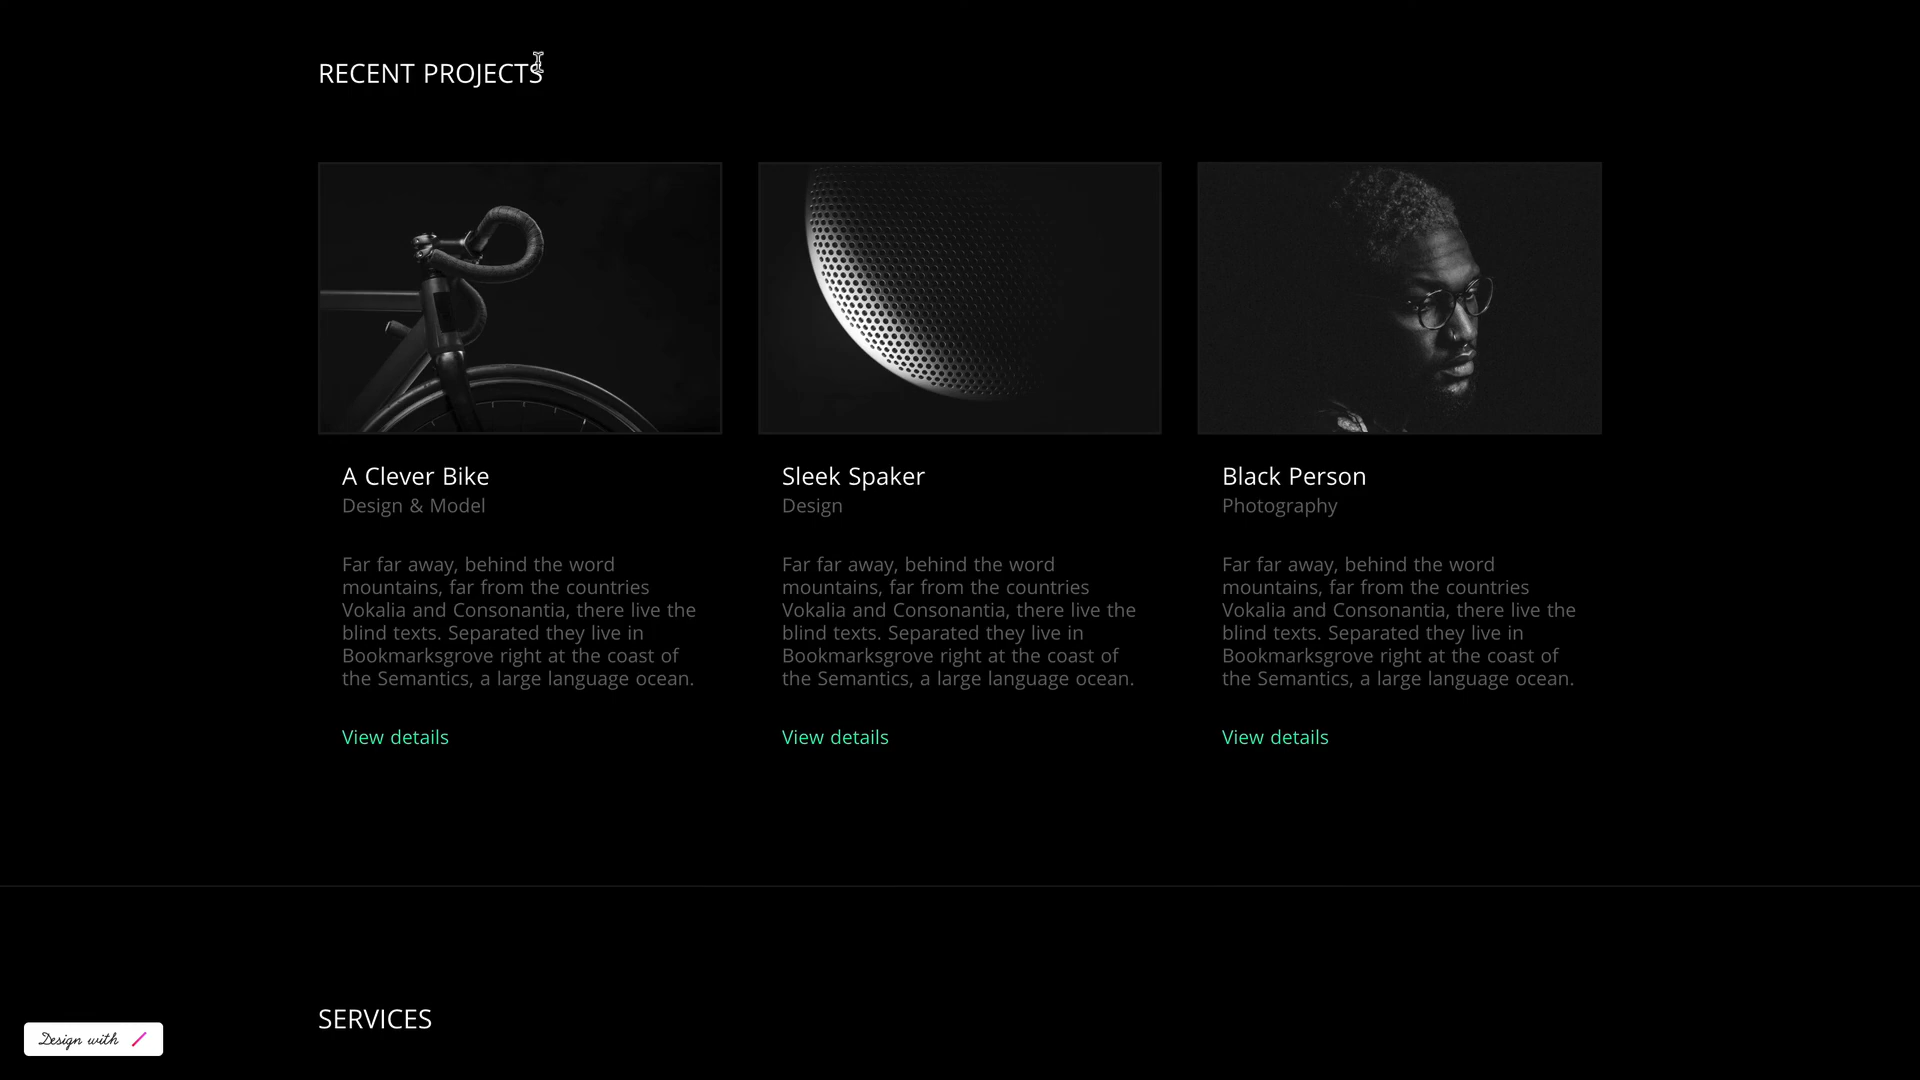 RECENT PROJECTS
A Clever Bike
Design & Model
Far far away, behind the word
mountains, far from the countries
Vokalia and Consonantia, there live the
blind texts. Separated they live in
Bookmarksgrove right at the coast of
the Semantics, a large language ocean.
View details
Sleek Spaker
Design
Far far away, behind the word
mountains, far from the countries
Vokalia and Consonantia, there live the
blind texts. Separated they live in
Bookmarksgrove right at the coast of
the Semantics, a large language ocean.
View details
Black Person
Photography
Far far away, behind the word
mountains, far from the countries
Vokalia and Consonantia, there live the
blind texts. Separated they live in
Bookmarksgrove right at the coast of
the Semantics, a large language ocean.
View details
SERVICES
Design with